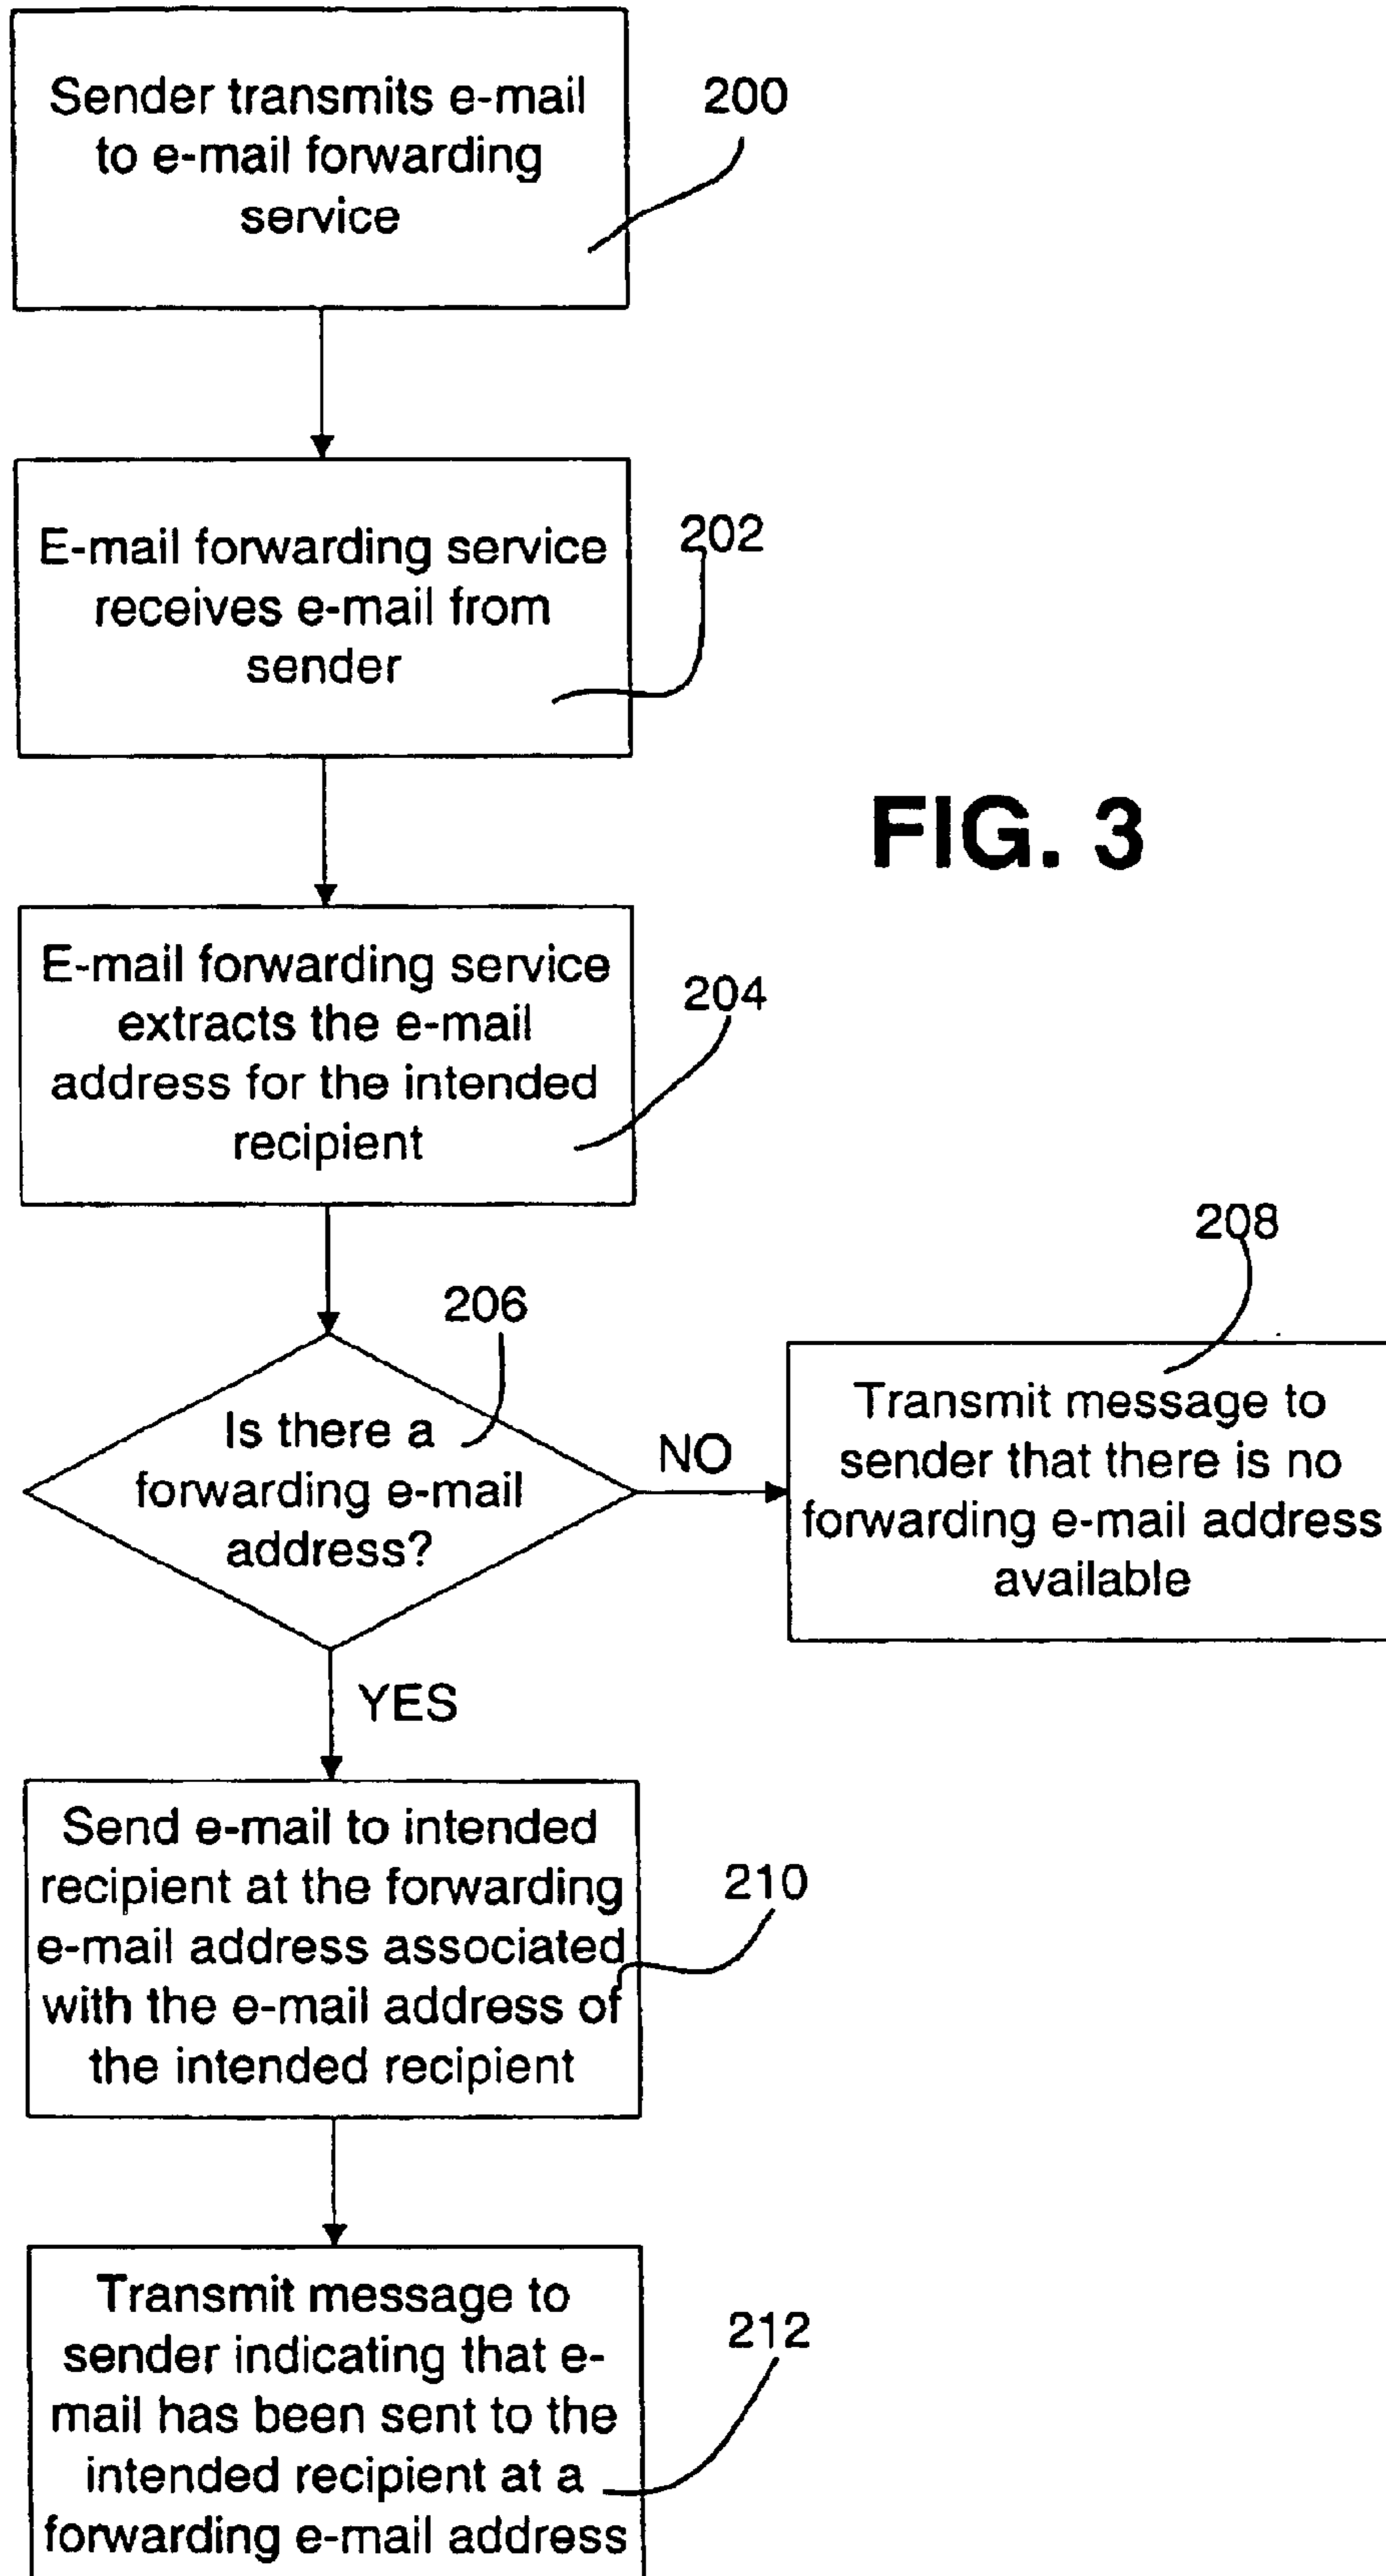 Sender transmits e-mail
to e-mail forwarding
service
200
E-mail forwarding service
receives e-mail from
sender
202
FIG. 3
E-mail forwarding service
extracts the e-mail
address for the intended
recipient
204
206
Is there a
forwarding e-mail
address?
NO
208
Transmit message to
sender that there is no
forwarding e-mail address
available
YES
Send e-mail to intended
recipient at the forwarding
e-mail address associated
with the e-mail address of
the intended recipient
210
Transmit message to
sender indicating that e-
mail has been sent to the
intended recipient at a
forwarding e-mail address
212